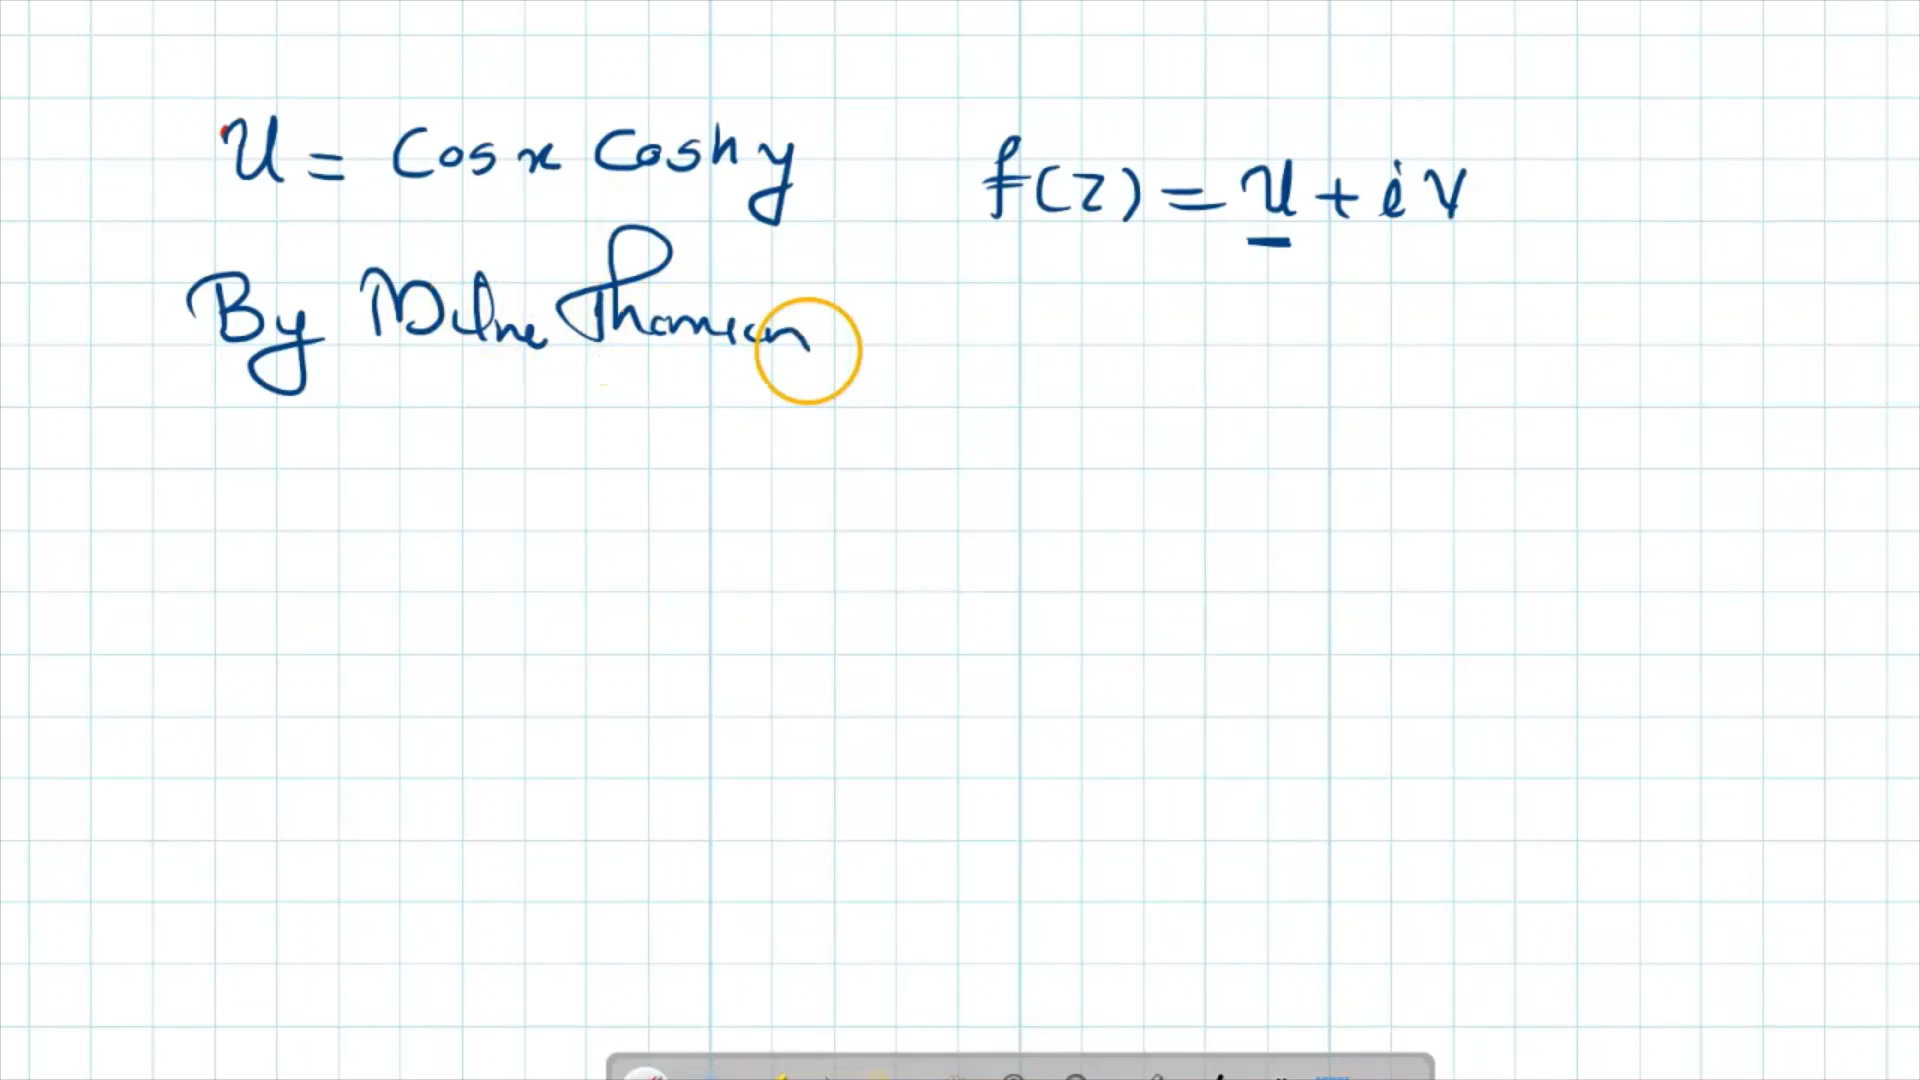 U = Cos x Cosh y
f(z) = u + i v
By Milne Thomson